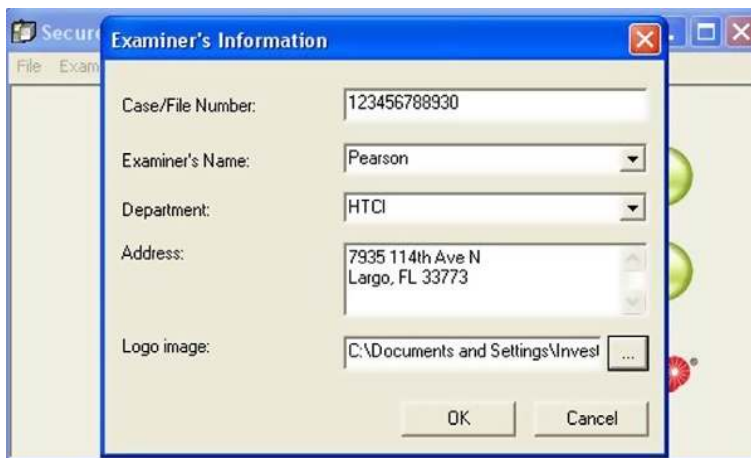 Secure
Examiner's Information
File Exam
Case/File Number: 123456788930
Examiner's Name: Pearson
Department: HTCI
Address: 7935 114th Ave N
Largo, FL 33773
Logo image: C:\Documents and Settings\Invest ...
OK Cancel